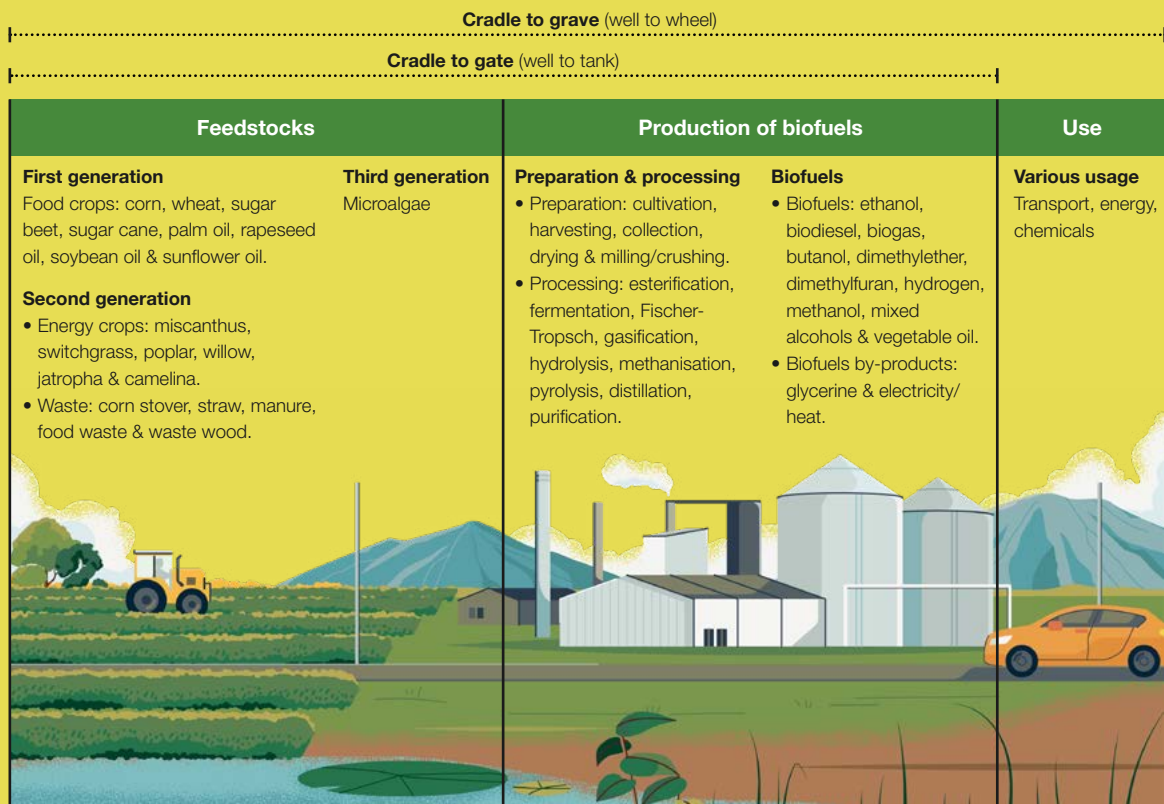 Cradle to grave (well to wheel)
Cradle to gate (well to tank)
Feedstocks
First generation
Food crops: corn, wheat, sugar
beet, sugar cane, palm oil, rapeseed
oil, soybean oil & sunflower oil.
Second generation
• Energy crops: miscanthus,
switchgrass, poplar, willow,
jatropha & camelina.
• Waste: corn stover, straw, manure,
food waste & waste wood.
Third generation
Microalgae
Production of biofuels
Preparation & processing
• Preparation: cultivation,
harvesting, collection,
drying & milling/crushing.
• Processing: esterification,
fermentation, Fischer-
Tropsch, gasification,
hydrolysis, methanisation,
pyrolysis, distillation,
purification.
Biofuels
• Biofuels: ethanol,
biodiesel, biogas,
butanol, dimethylether,
dimethylfuran, hydrogen,
methanol, mixed
alcohols & vegetable oil.
• Biofuels by-products:
glycerine & electricity/
heat.
Use
Various usage
Transport, energy,
chemicals